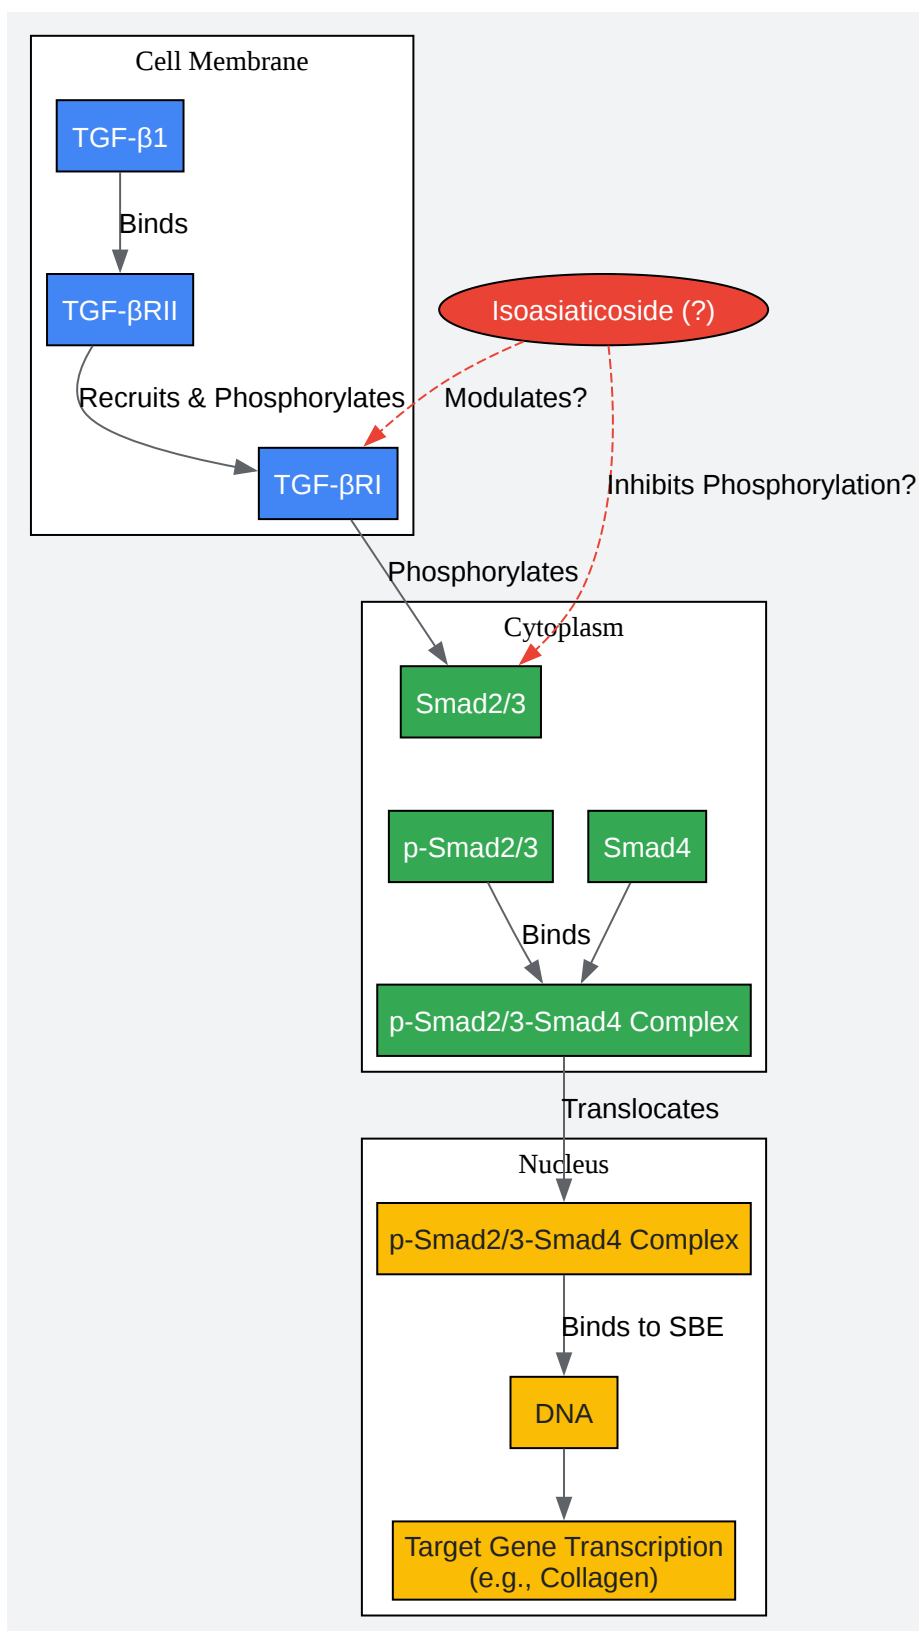 Cell Membrane
TGF-β1
Binds
TGF-βRII
Isoasiaticoside (?)
Recruits & Phosphorylates
Modulates?
TGF-βRI
Inhibits Phosphorylation?
Phosphorylates
Cytoplasm
Smad2/3
p-Smad2/3
Smad4
Binds
p-Smad2/3-Smad4 Complex
Translocates
Nucleus
p-Smad2/3-Smad4 Complex
Binds to SBE
DNA
Target Gene Transcription
(e.g., Collagen)